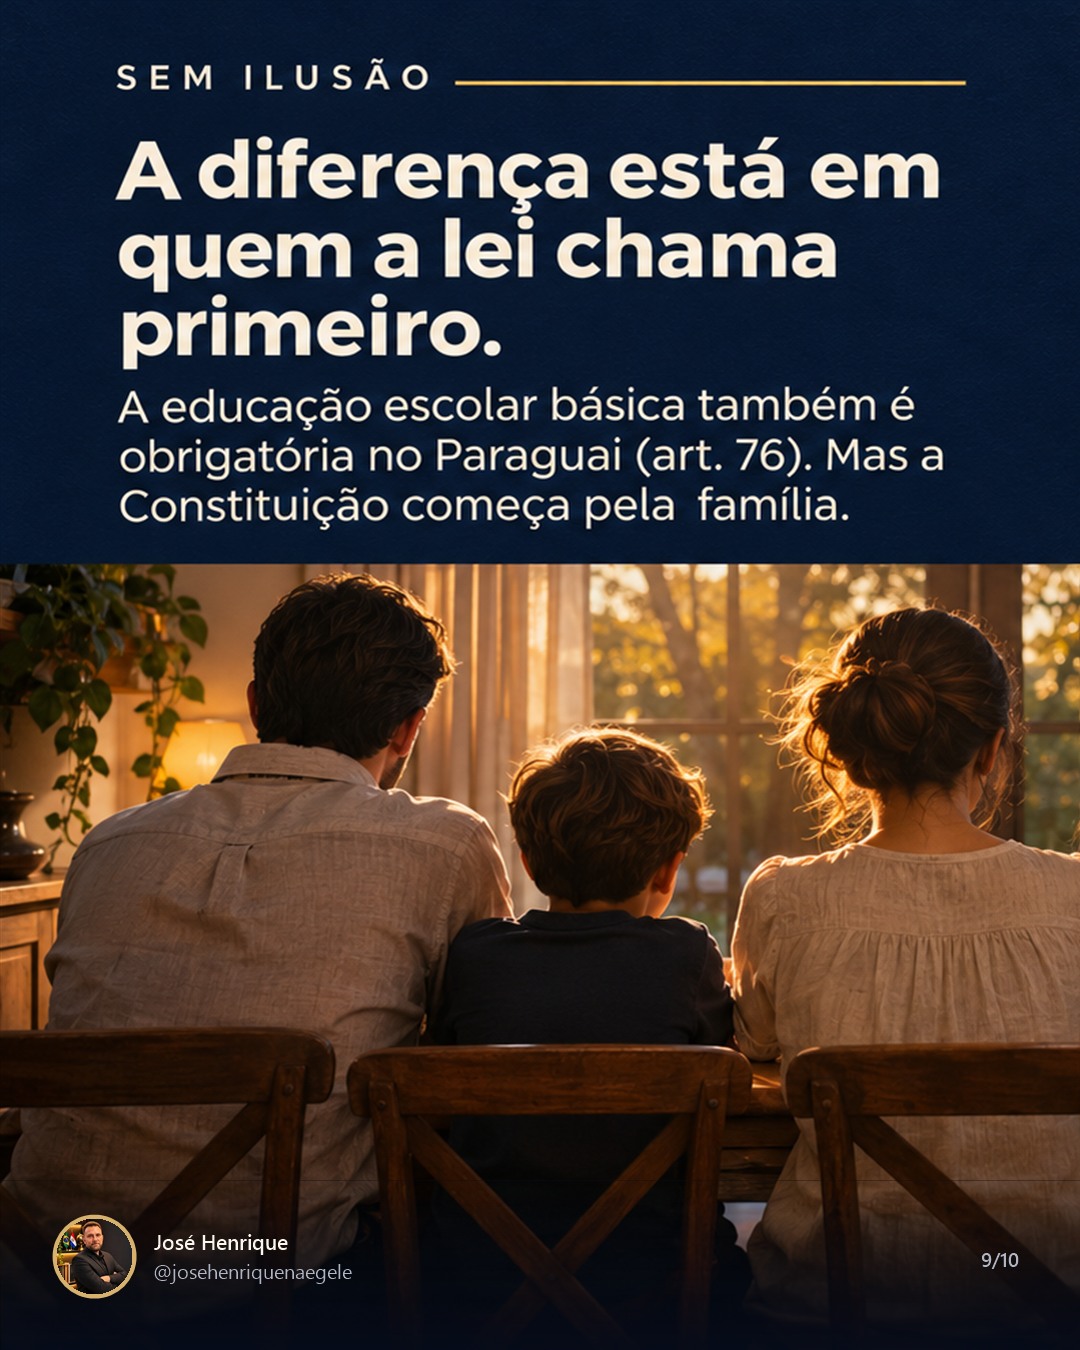 SEM ILUSÃO
A diferença está em
quem a lei chama
primeiro.
A educação escolar básica também é
obrigatória no Paraguai (art. 76). Mas a
Constituição começa pela família.
José Henrique
@josehenriquenaegele
9/10